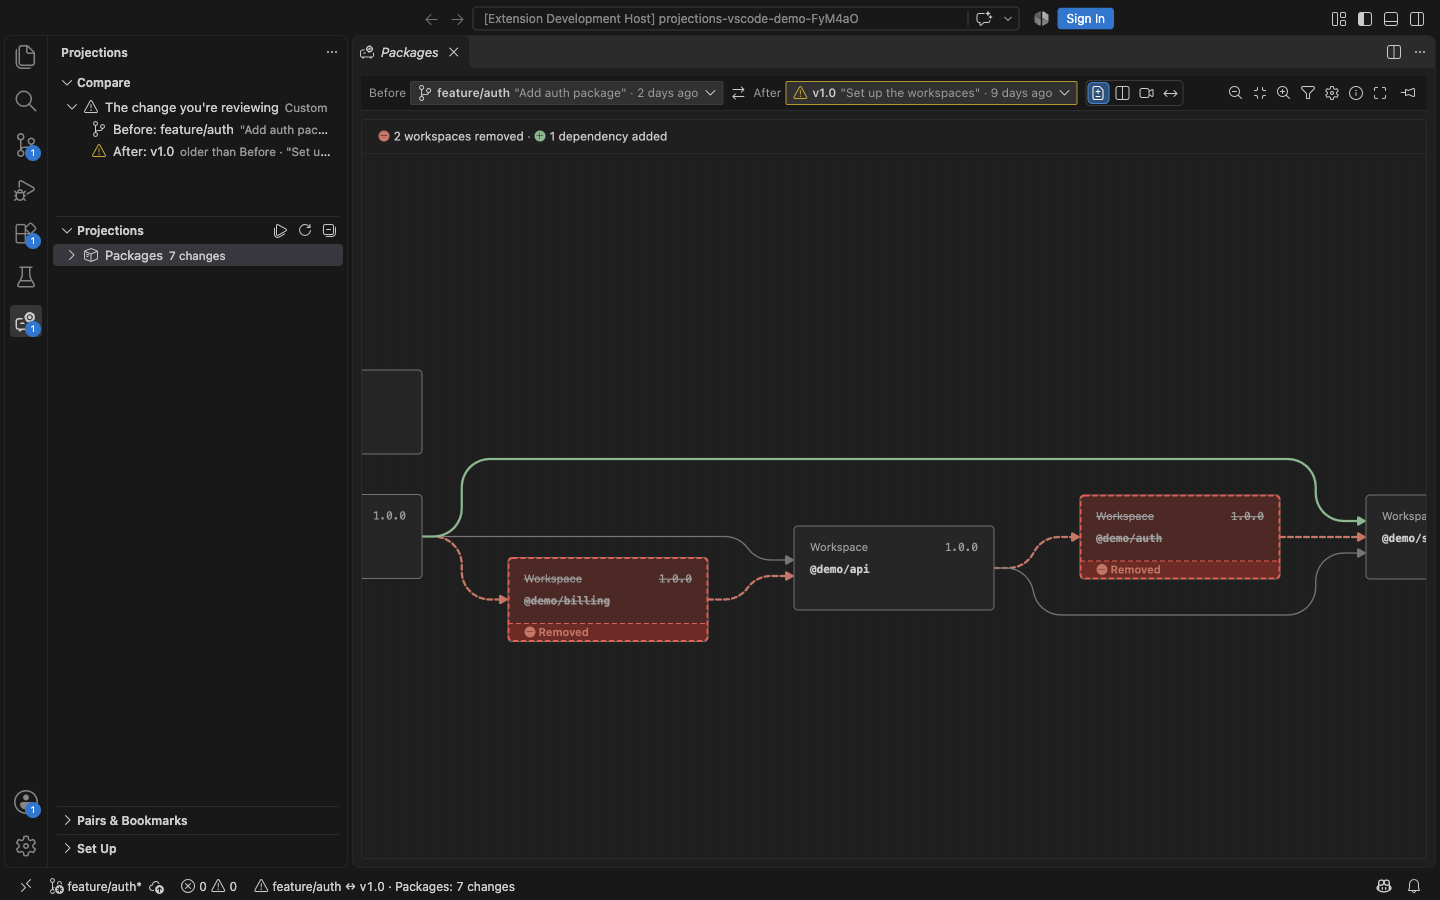 [Extension Development Host] projections-vscode-demo-FyM4aO
Sign In
Projections
Compare
The change you're reviewing Custom
Before: feature/auth "Add auth pac...
After: v1.0 older than Before · "Set u...
Projections
Packages 7 changes
Pairs & Bookmarks
Set Up
1
1
1
1
Packages
Before feature/auth "Add auth package" · 2 days ago After v1.0 "Set up the workspaces" · 9 days ago
2 workspaces removed · 1 dependency added
1.0.0
Workspace 1.0.0
@demo/billing
Removed
Workspace 1.0.0
@demo/api
Workspace 1.0.0
@demo/auth
Removed
Workspa
@demo/s
feature/auth* 0 0 feature/auth ↔ v1.0 · Packages: 7 changes